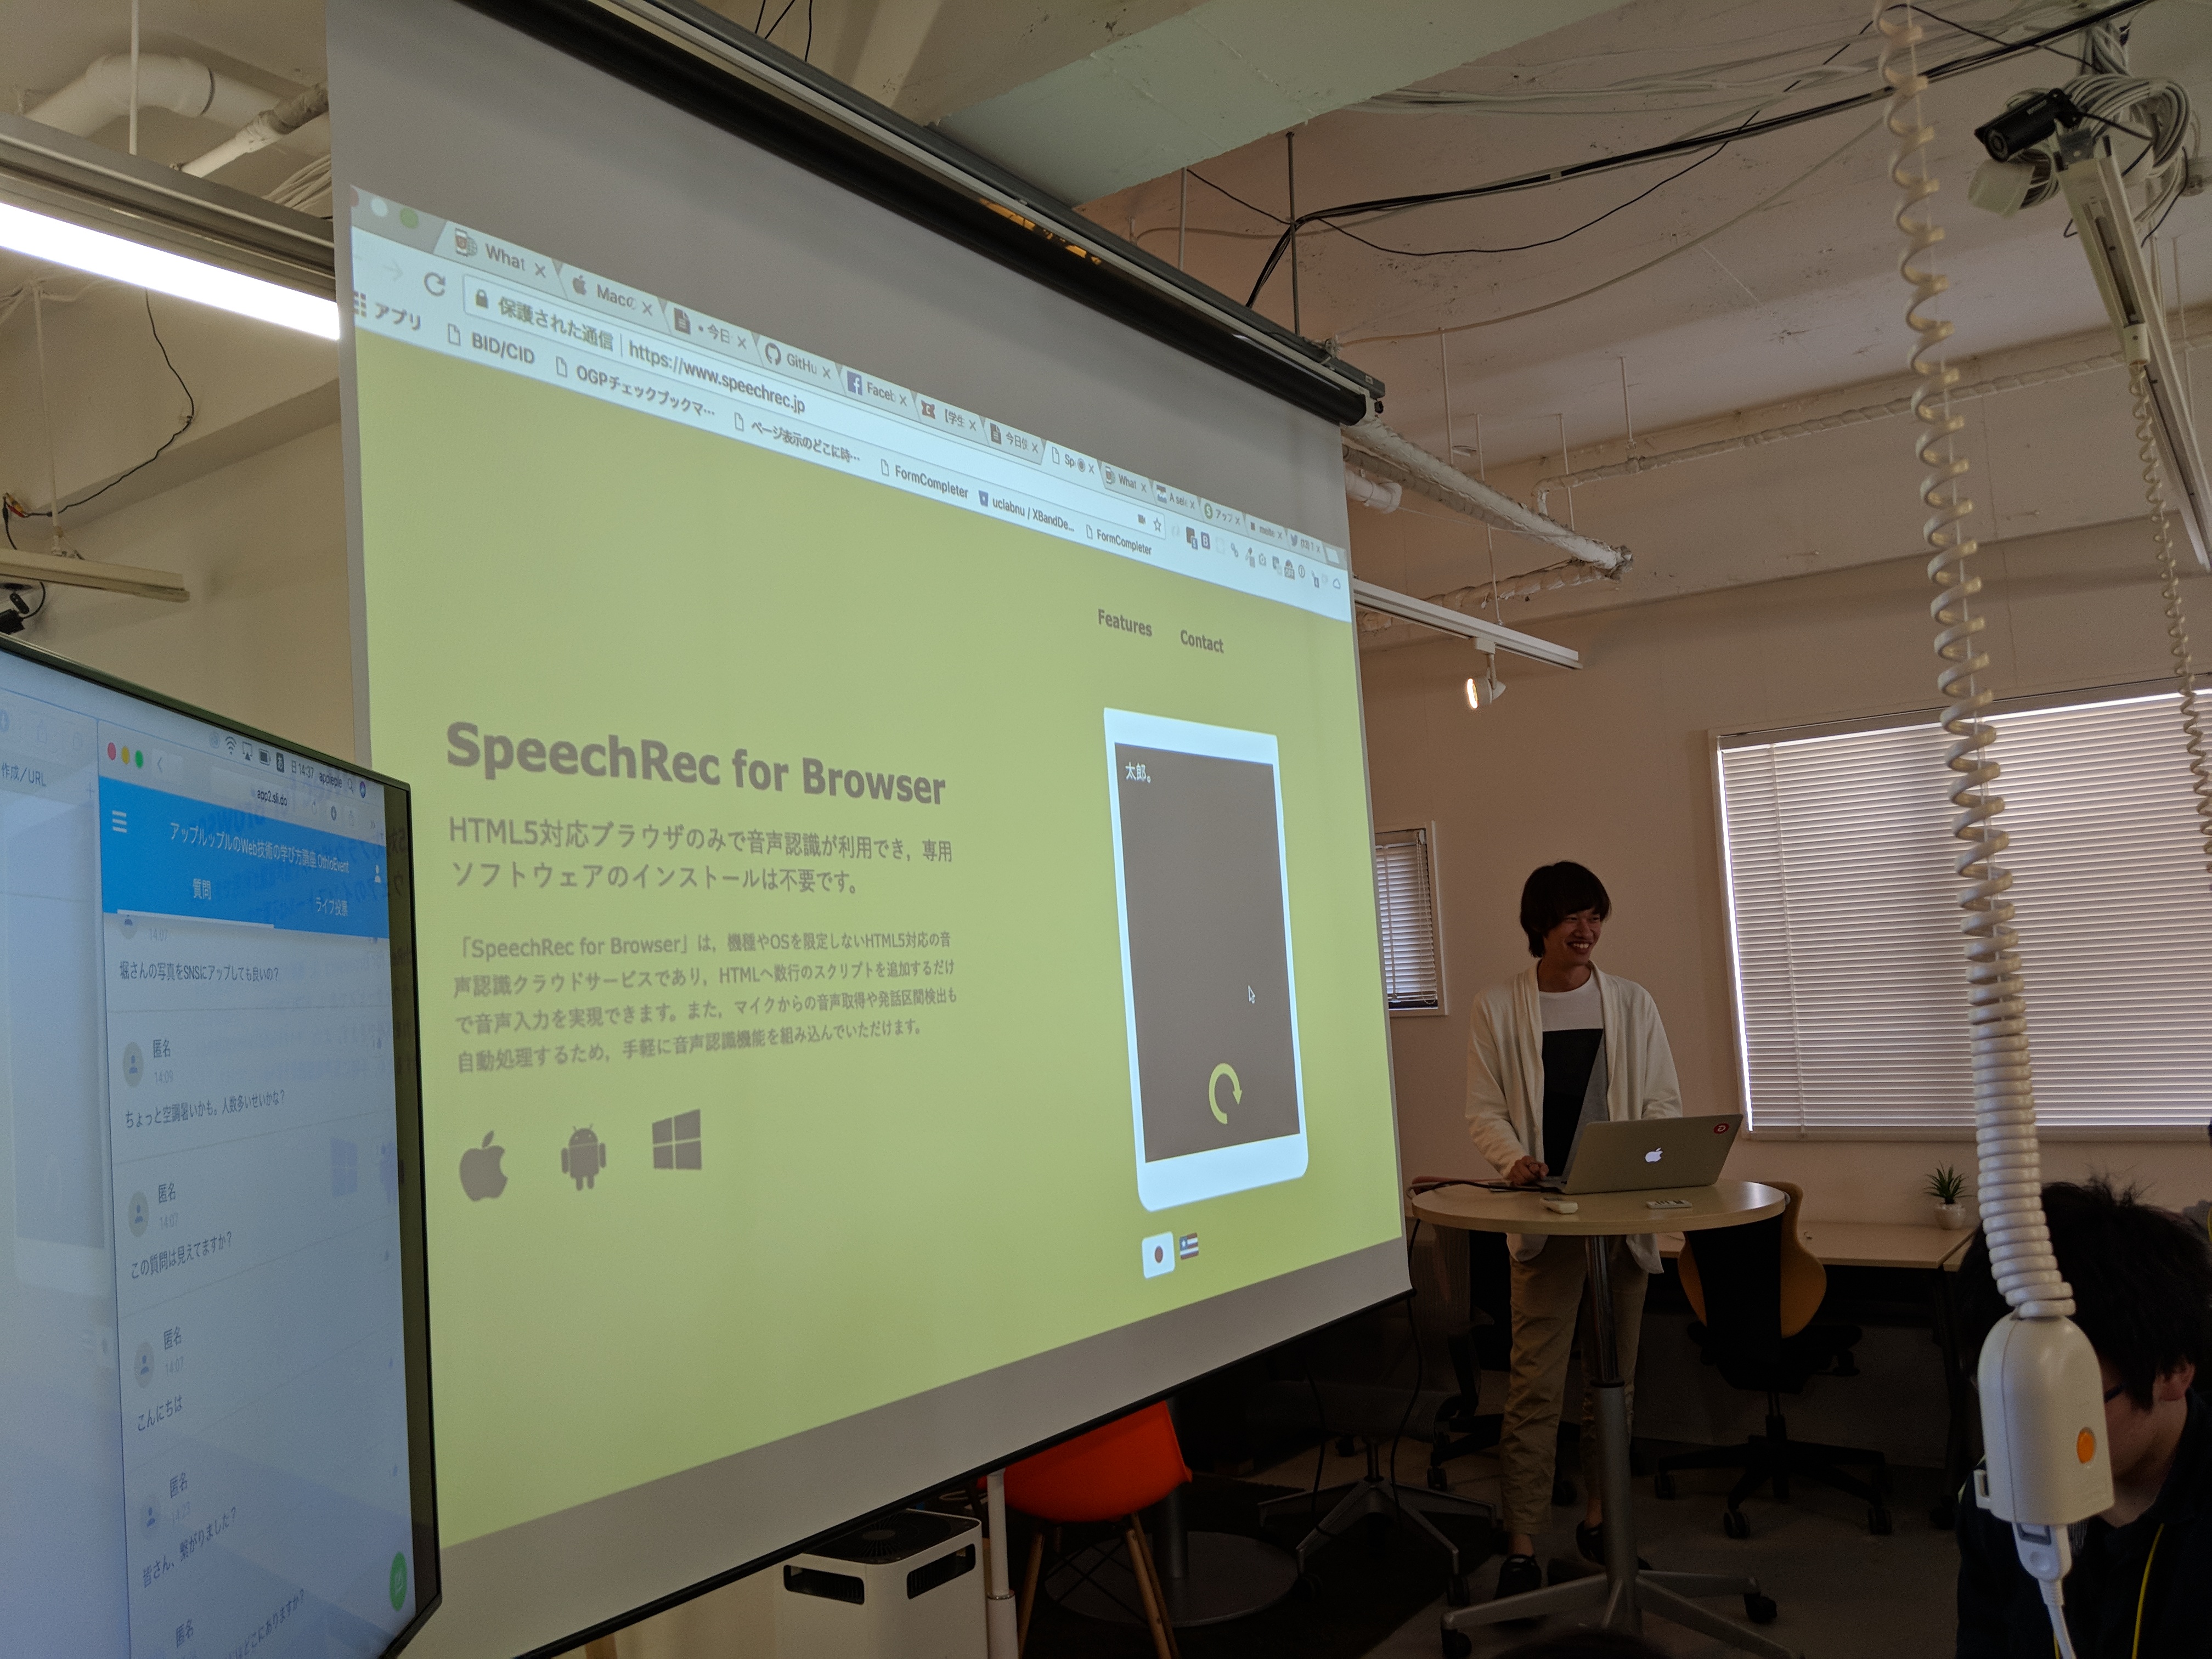 What
Macの
今日
GitHu
Faceb
【学生
今日使
Sp
What
A sele
アップ
保護された通信 | https://www.speechrec.jp
アプリ
BID/CID
OGPチェックブックマ…
ページ表示のどこに時…
FormCompleter
uciabnu / XBandDe...
FormCompleter
Features
Contact
SpeechRec for Browser
HTML5対応ブラウザのみで音声認識が利用でき，専用
ソフトウェアのインストールは不要です。
「SpeechRec for Browser」は，機種やOSを限定しないHTML5対応の音
声認識クラウドサービスであり，HTMLへ数行のスクリプトを追加するだけ
で音声入力を実現できます。また，マイクからの音声取得や発話区間検出も
自動処理するため，手軽に音声認識機能を組み込んでいただけます。
太郎。
作成/URL
日14:37 appleple
app2.sli.do
アップルップルのWeb技術の学び方講座 OthloEvent
質問
ライブ投票
14:07
堀さんの写真をSNSにアップしても良いの?
匿名
14:09
ちょっと空調暑いかも。人数多いせいかな?
匿名
14:07
この質問は見えてますか?
匿名
14:07
こんにちは
匿名
14:23
皆さん、繋がりました?
匿名
はどこにありますか?
D